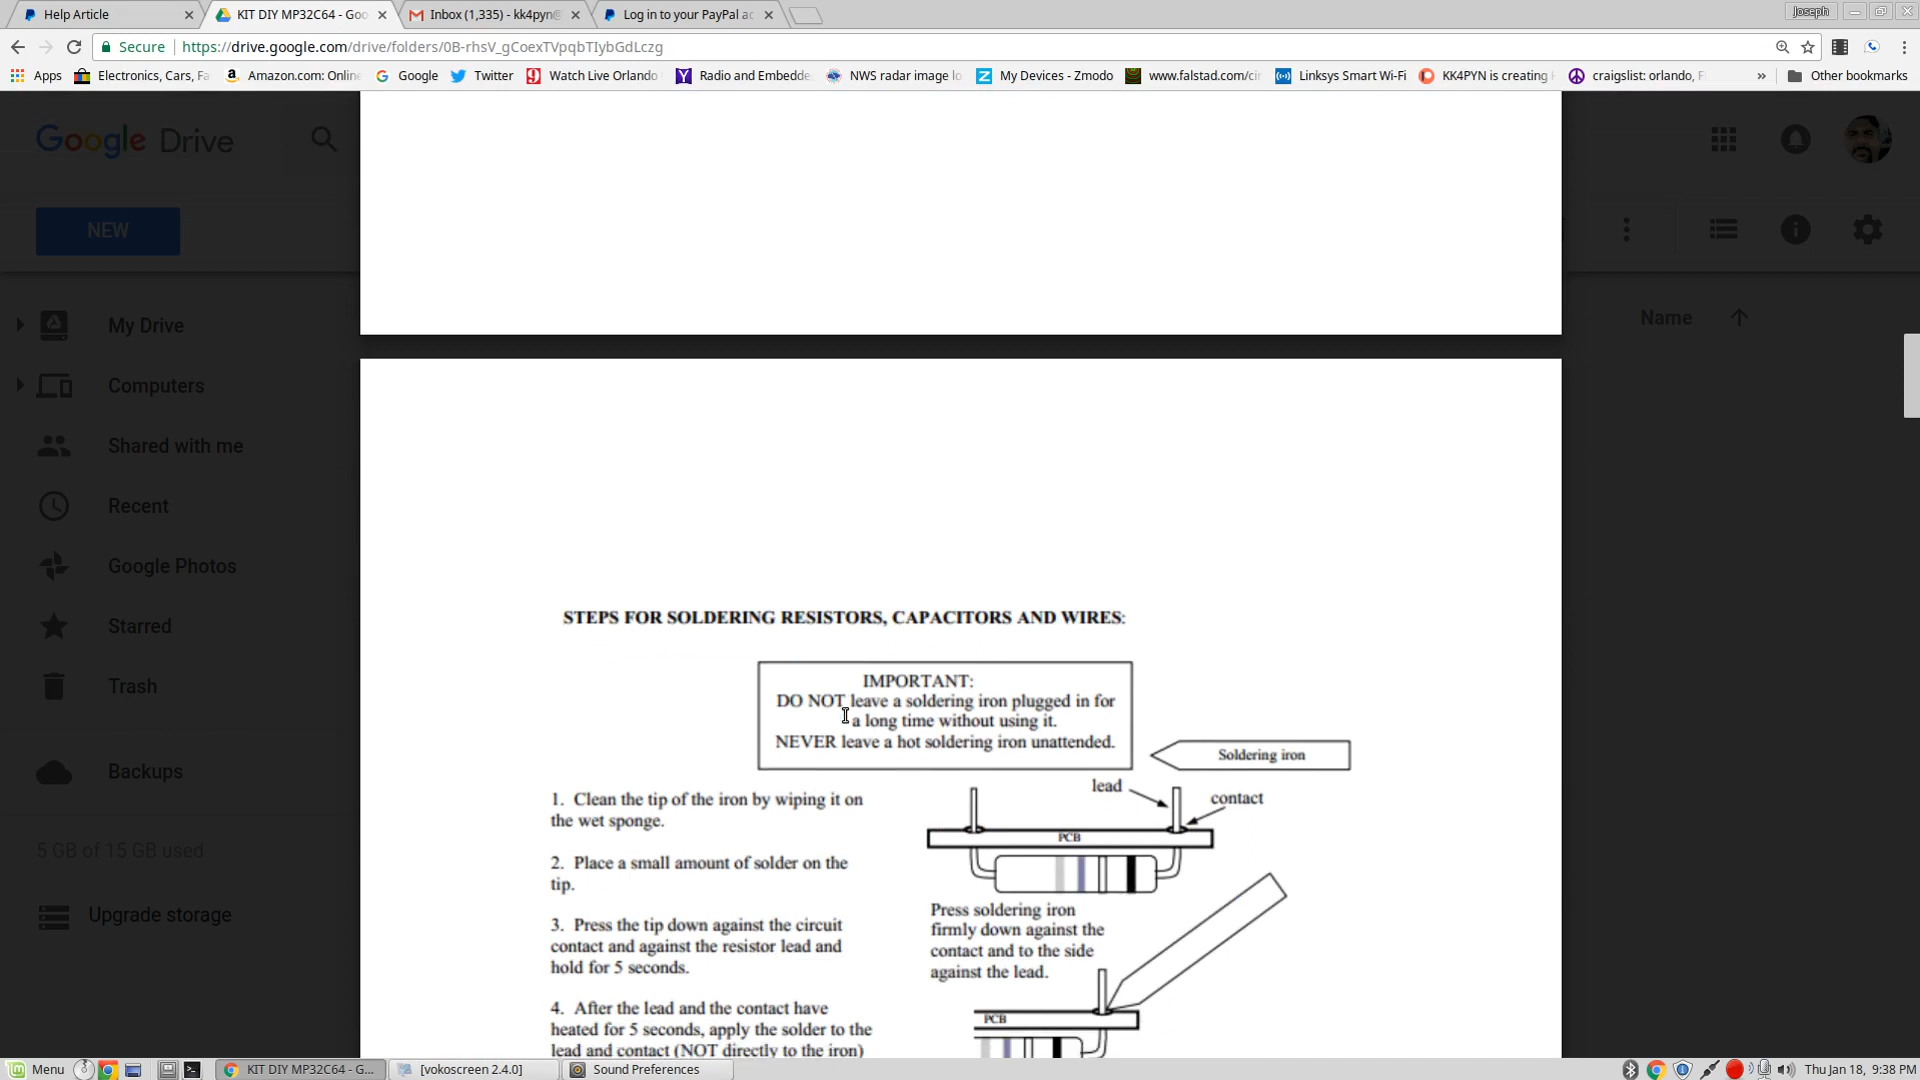 Help Article
KIT DIY MP32C64 - Goo
Inbox (1,335) - kk4pyn@
Log in to your PayPal ac
Joseph
Secure
https://drive.google.com/drive/folders/0B-rhsV_gCoexTVpqbTIybGdLczg
Apps
Electronics, Cars, Fa
Amazon.com: Online
Google
Twitter
Watch Live Orlando
Radio and Embedde
NWS radar image lo
My Devices - Zmodo
www.falstad.com/cir
Linksys Smart Wi-Fi
KK4PYN is creating
craigslist: orlando, F
»
Other bookmarks
Google Drive
NEW
My Drive
Computers
Shared with me
Recent
Google Photos
Starred
Trash
Backups
5 GB of 15 GB used
Upgrade storage
Name
STEPS FOR SOLDERING RESISTORS, CAPACITORS AND WIRES:
IMPORTANT:
DO NOT leave a soldering iron plugged in for
a long time without using it.
NEVER leave a hot soldering iron unattended.
Soldering iron
lead
contact
PCB
1. Clean the tip of the iron by wiping it on
the wet sponge.
2. Place a small amount of solder on the
tip.
3. Press the tip down against the circuit
contact and against the resistor lead and
hold for 5 seconds.
4. After the lead and the contact have
heated for 5 seconds, apply the solder to the
lead and contact (NOT directly to the iron)
Press soldering iron
firmly down against the
contact and to the side
against the lead.
PCB
Menu
KIT DIY MP32C64 - G...
[vokoscreen 2.4.0]
Sound Preferences
Thu Jan 18, 9:38 PM